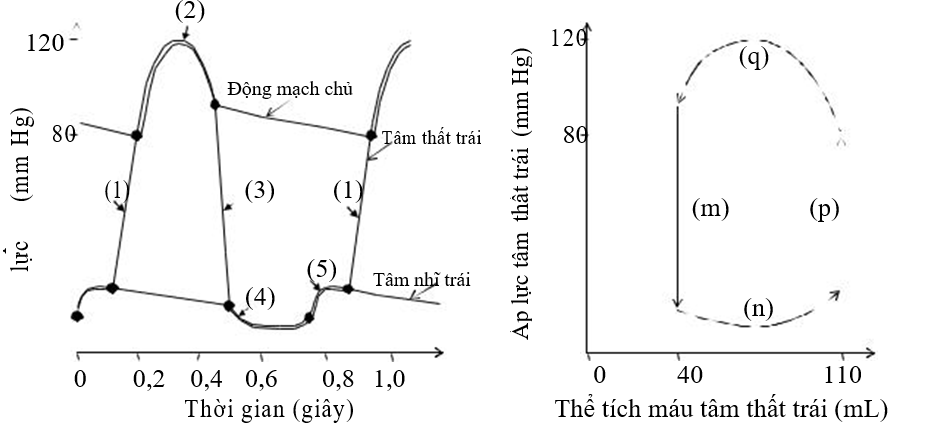 (2)
120
Động mạch chủ
80
Tâm thất trái
(1)
(3)
(1)
lực (mm Hg)
(5)
Tâm nhĩ trái
(4)
0 0,2 0,4 0,6 0,8 1,0
Thời gian (giây)
120
(q)
80
(m)
(p)
Ap lực tâm thât trái (mm Hg)
(n)
0 40 110
Thể tích máu tâm thất trái (mL)